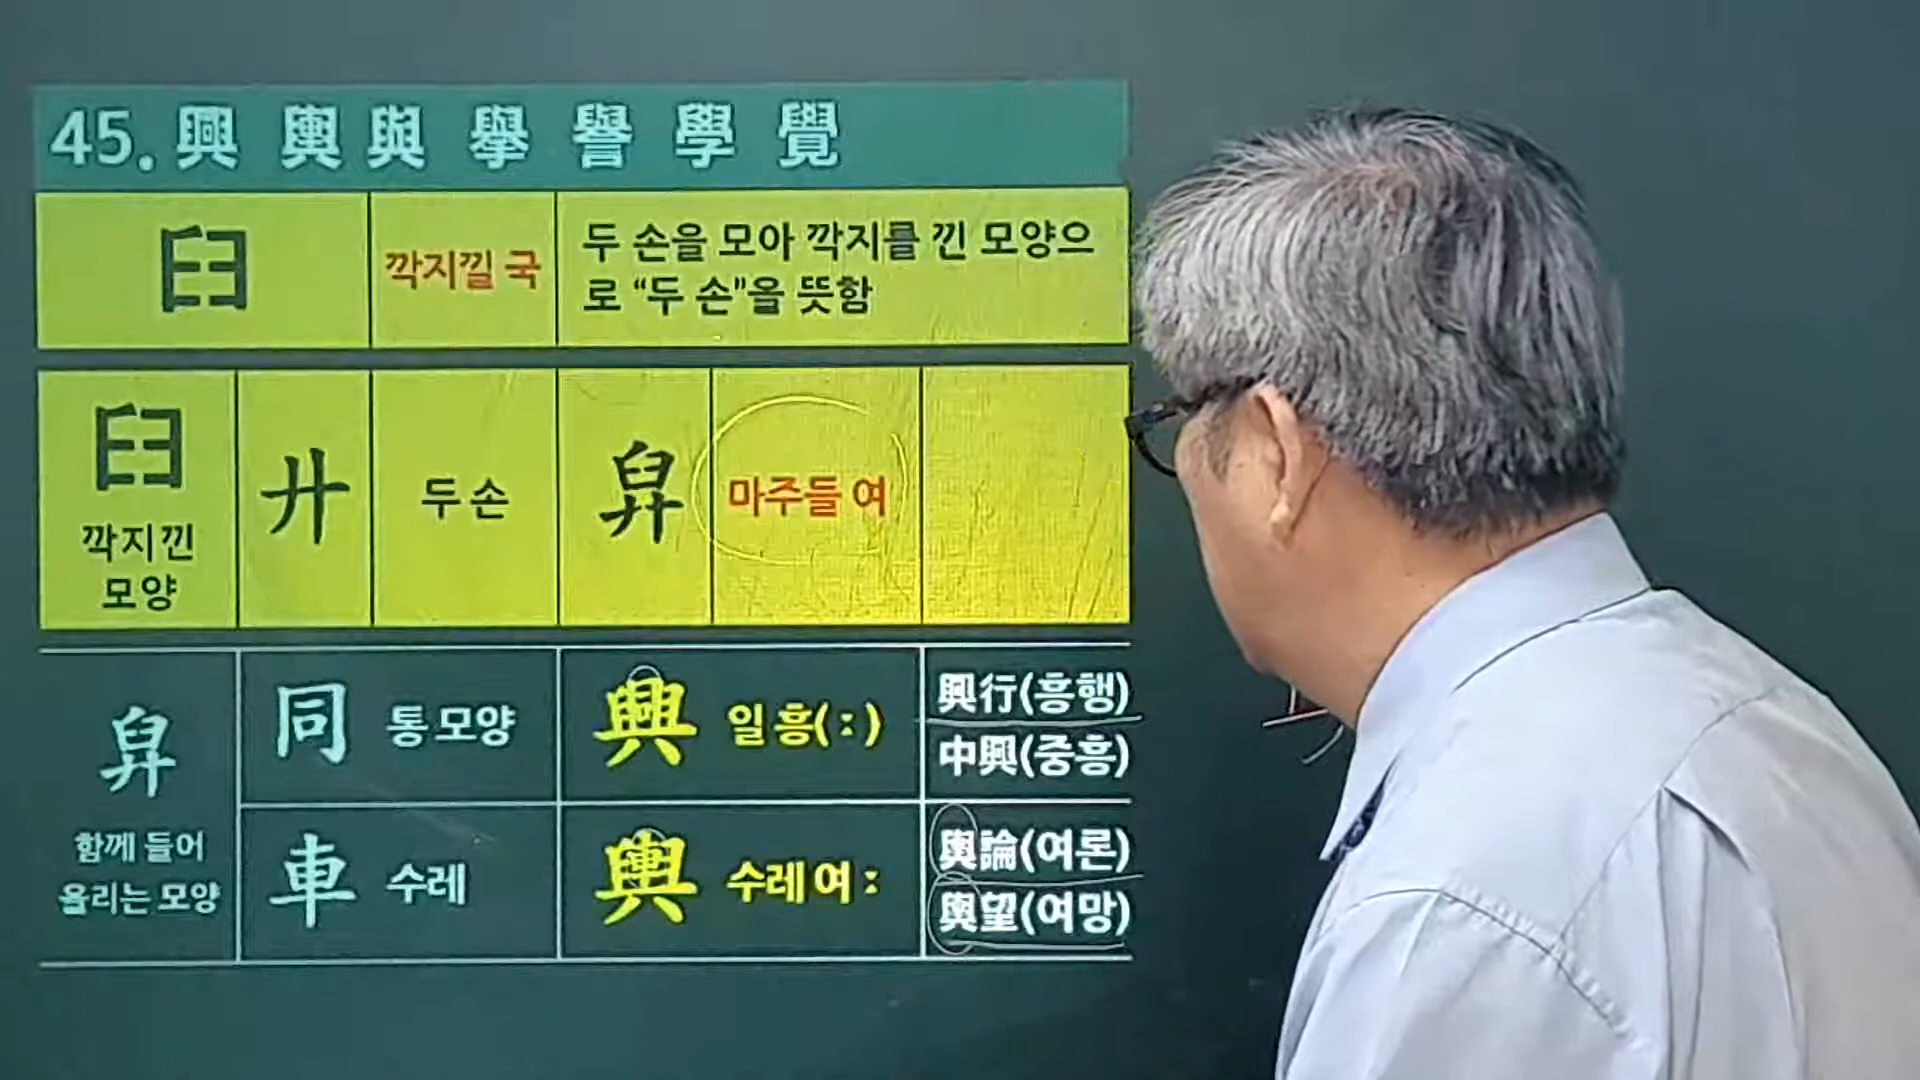 45. 興 輿 與 擧 譽 學 覺
𦥑 깍지낄 국 두 손을 모아 깍지를 낀 모양으
로 “두 손”을 뜻함
𦥑 깍지낀
모양
廾 두 손 舁 마주들 여
舁 함께 들어
올리는 모양
同 통 모양 興 일 흥(:) 興行(흥행)
中興(중흥)
車 수레 輿 수레 여: 輿論(여론)
輿望(여망)